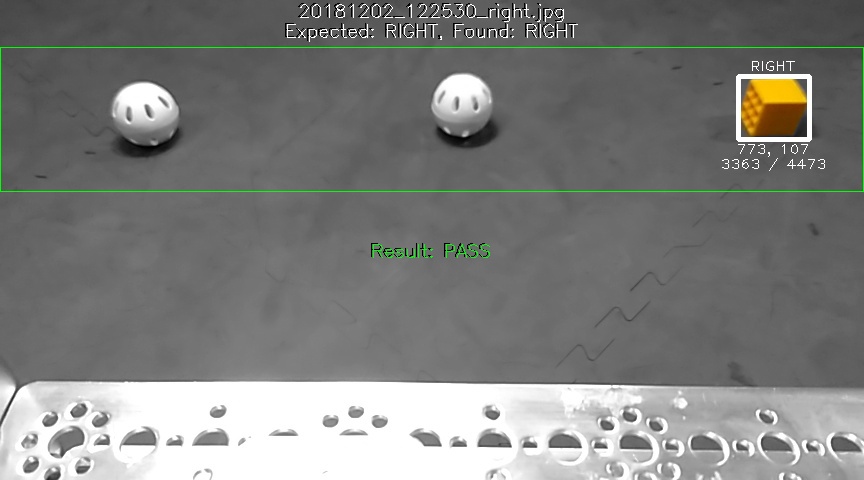 20181202_122530_right.jpg
Expected: RIGHT, Found: RIGHT
RIGHT
773, 107
3363 / 4473
Result: PASS